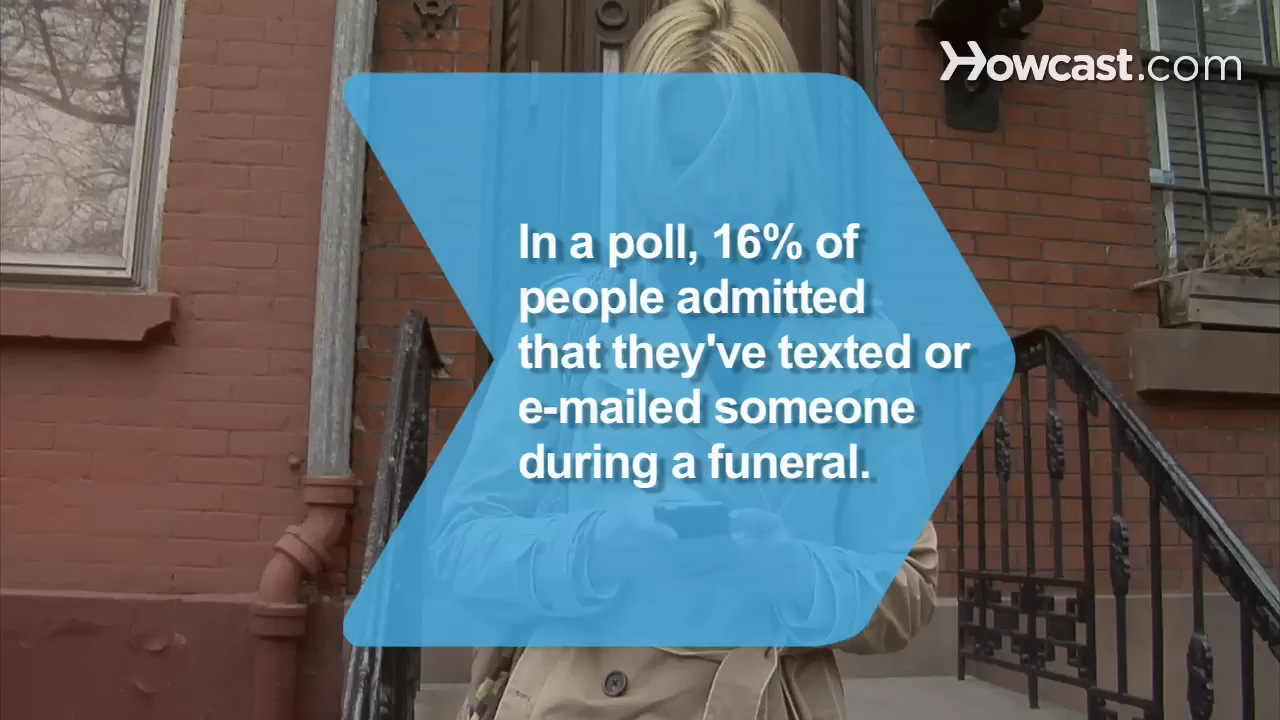 Howcast.com
In a poll, 16% of
people admitted
that they've texted or
e-mailed someone
during a funeral.